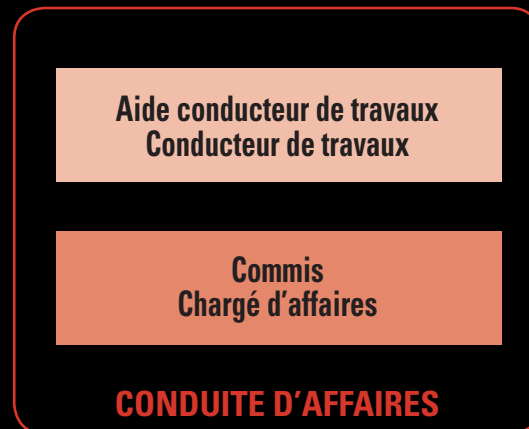 Aide conducteur de travaux
Conducteur de travaux
Commis
Chargé d’affaires
CONDUITE D’AFFAIRES